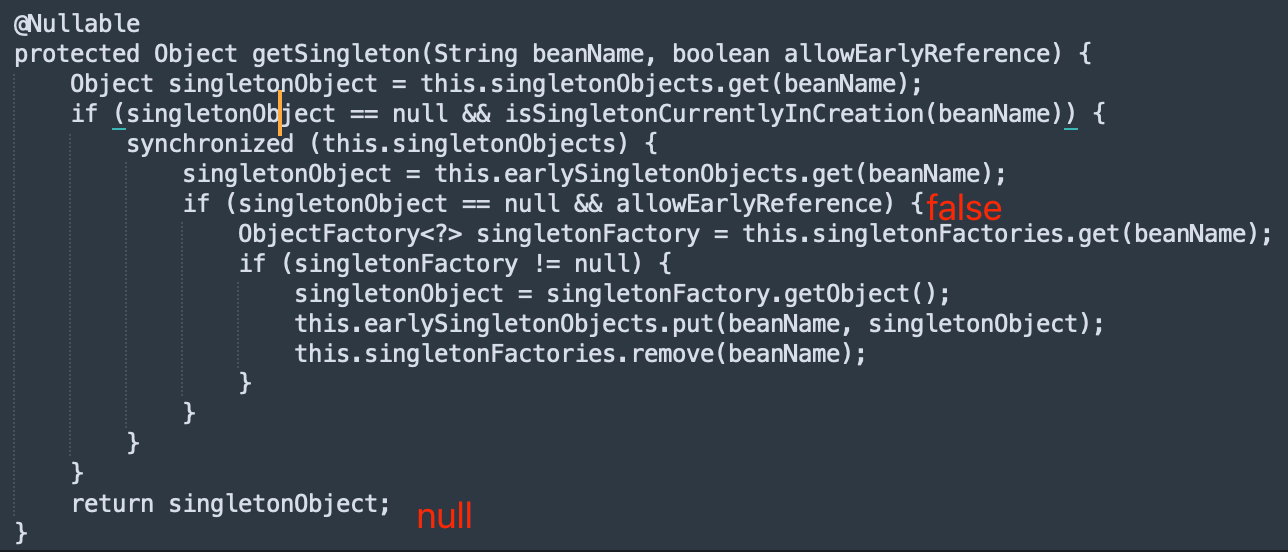 @Nullable
protected Object getSingleton(String beanName, boolean allowEarlyReference) {
    Object singletonObject = this.singletonObjects.get(beanName);
    if (singletonObject == null && isSingletonCurrentlyInCreation(beanName)) {
        synchronized (this.singletonObjects) {
            singletonObject = this.earlySingletonObjects.get(beanName);
            if (singletonObject == null && allowEarlyReference) { false
                ObjectFactory<?> singletonFactory = this.singletonFactories.get(beanName);
                if (singletonFactory != null) {
                    singletonObject = singletonFactory.getObject();
                    this.earlySingletonObjects.put(beanName, singletonObject);
                    this.singletonFactories.remove(beanName);
                }
            }
        }
    }
    return singletonObject; null
}